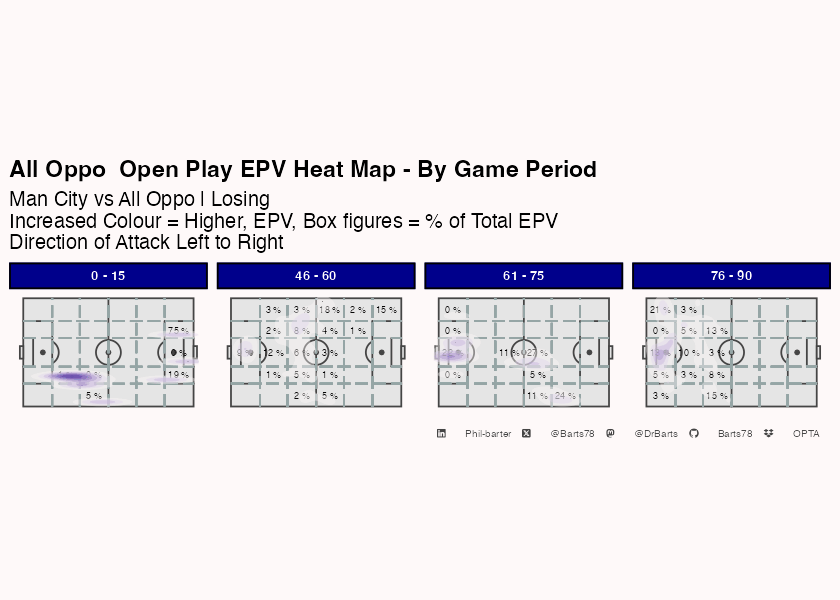 All Oppo  Open Play EPV Heat Map - By Game Period
Man City vs All Oppo | Losing
Increased Colour = Higher, EPV, Box figures = % of Total EPV
Direction of Attack Left to Right
0 - 15 46 - 60 61 - 75 76 - 90
3 % 3 % 18 % 2 % 15 % 0 % 21 % 3 %
75 % 2 % 8 % 4 % 1 % 0 % 0 % 5 % 13 %
12 % 6 % 3 % 11 % 27 % 10 % 3 %
19 % 1 % 5 % 1 % 0 % 5 % 5 % 3 % 8 %
5 % 2 % 5 % 11 % 24 % 3 % 15 %
Phil-barter @Barts78 @DrBarts Barts78 OPTA